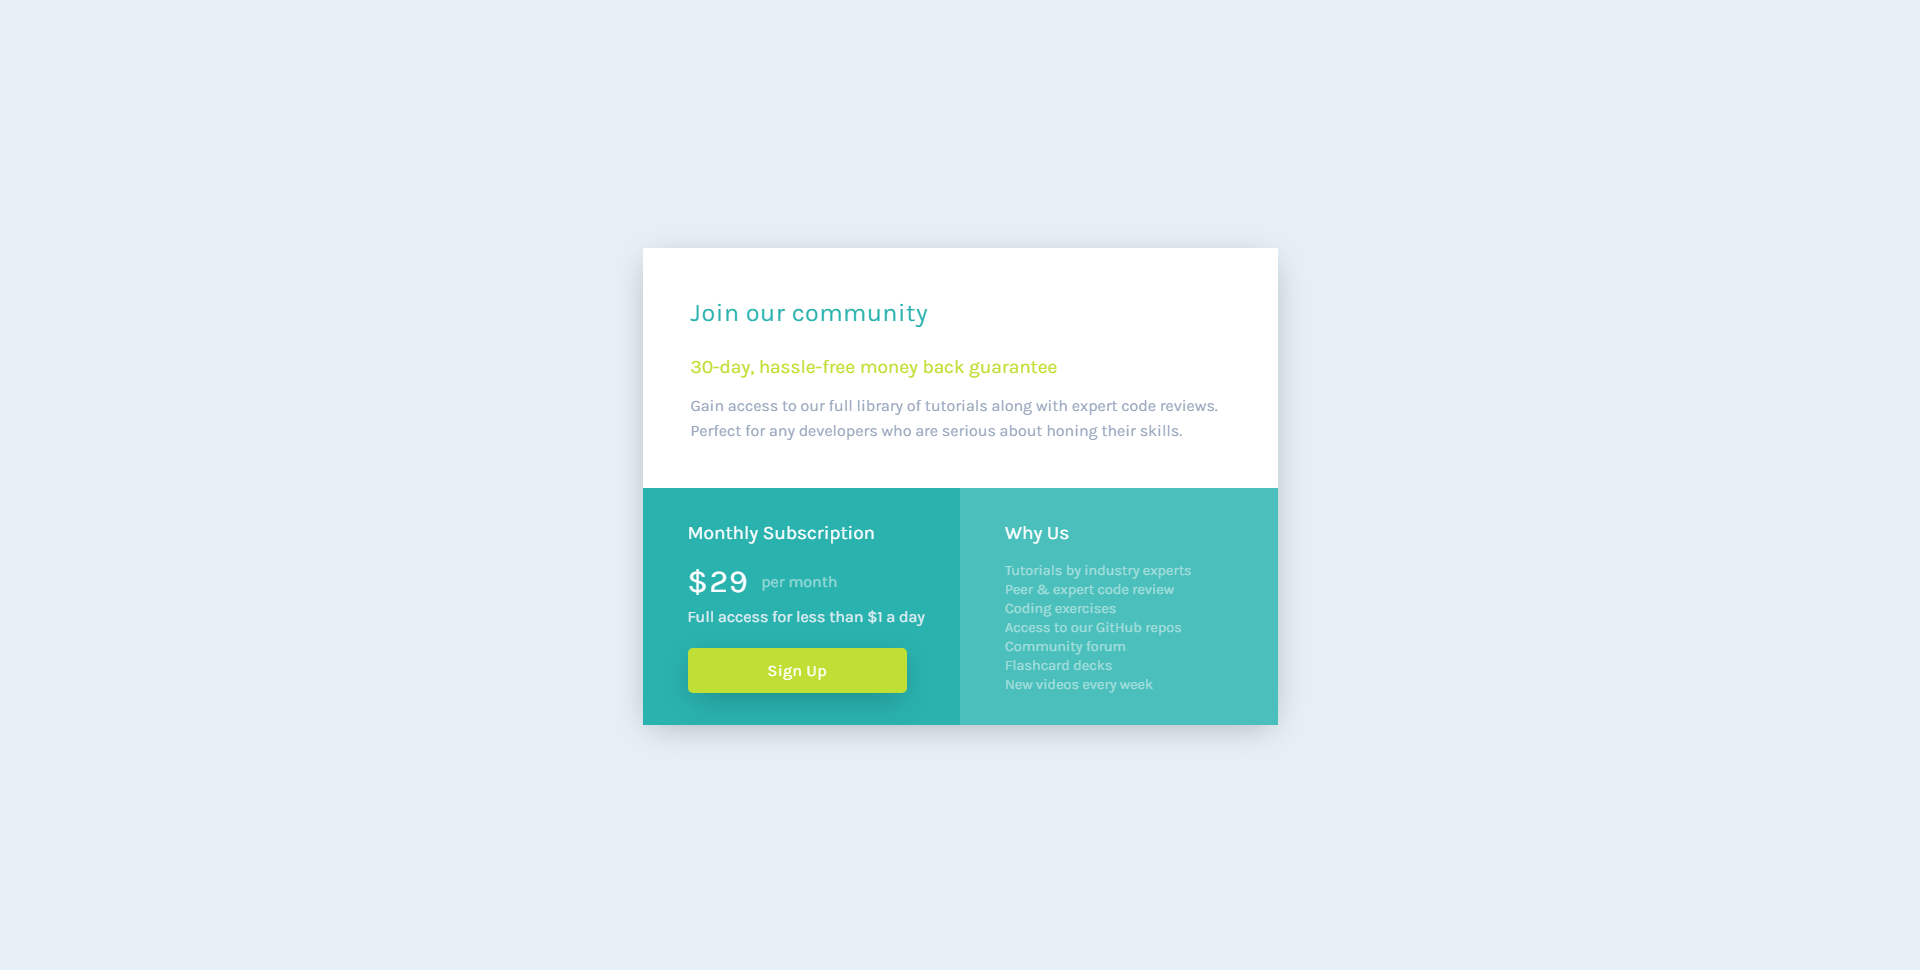 Join our community
30-day, hassle-free money back guarantee
Gain access to our full library of tutorials along with expert code reviews.
Perfect for any developers who are serious about honing their skills.
Monthly Subscription
$29 per month
Full access for less than $1 a day
Sign Up
Why Us
Tutorials by industry experts
Peer & expert code review
Coding exercises
Access to our GitHub repos
Community forum
Flashcard decks
New videos every week